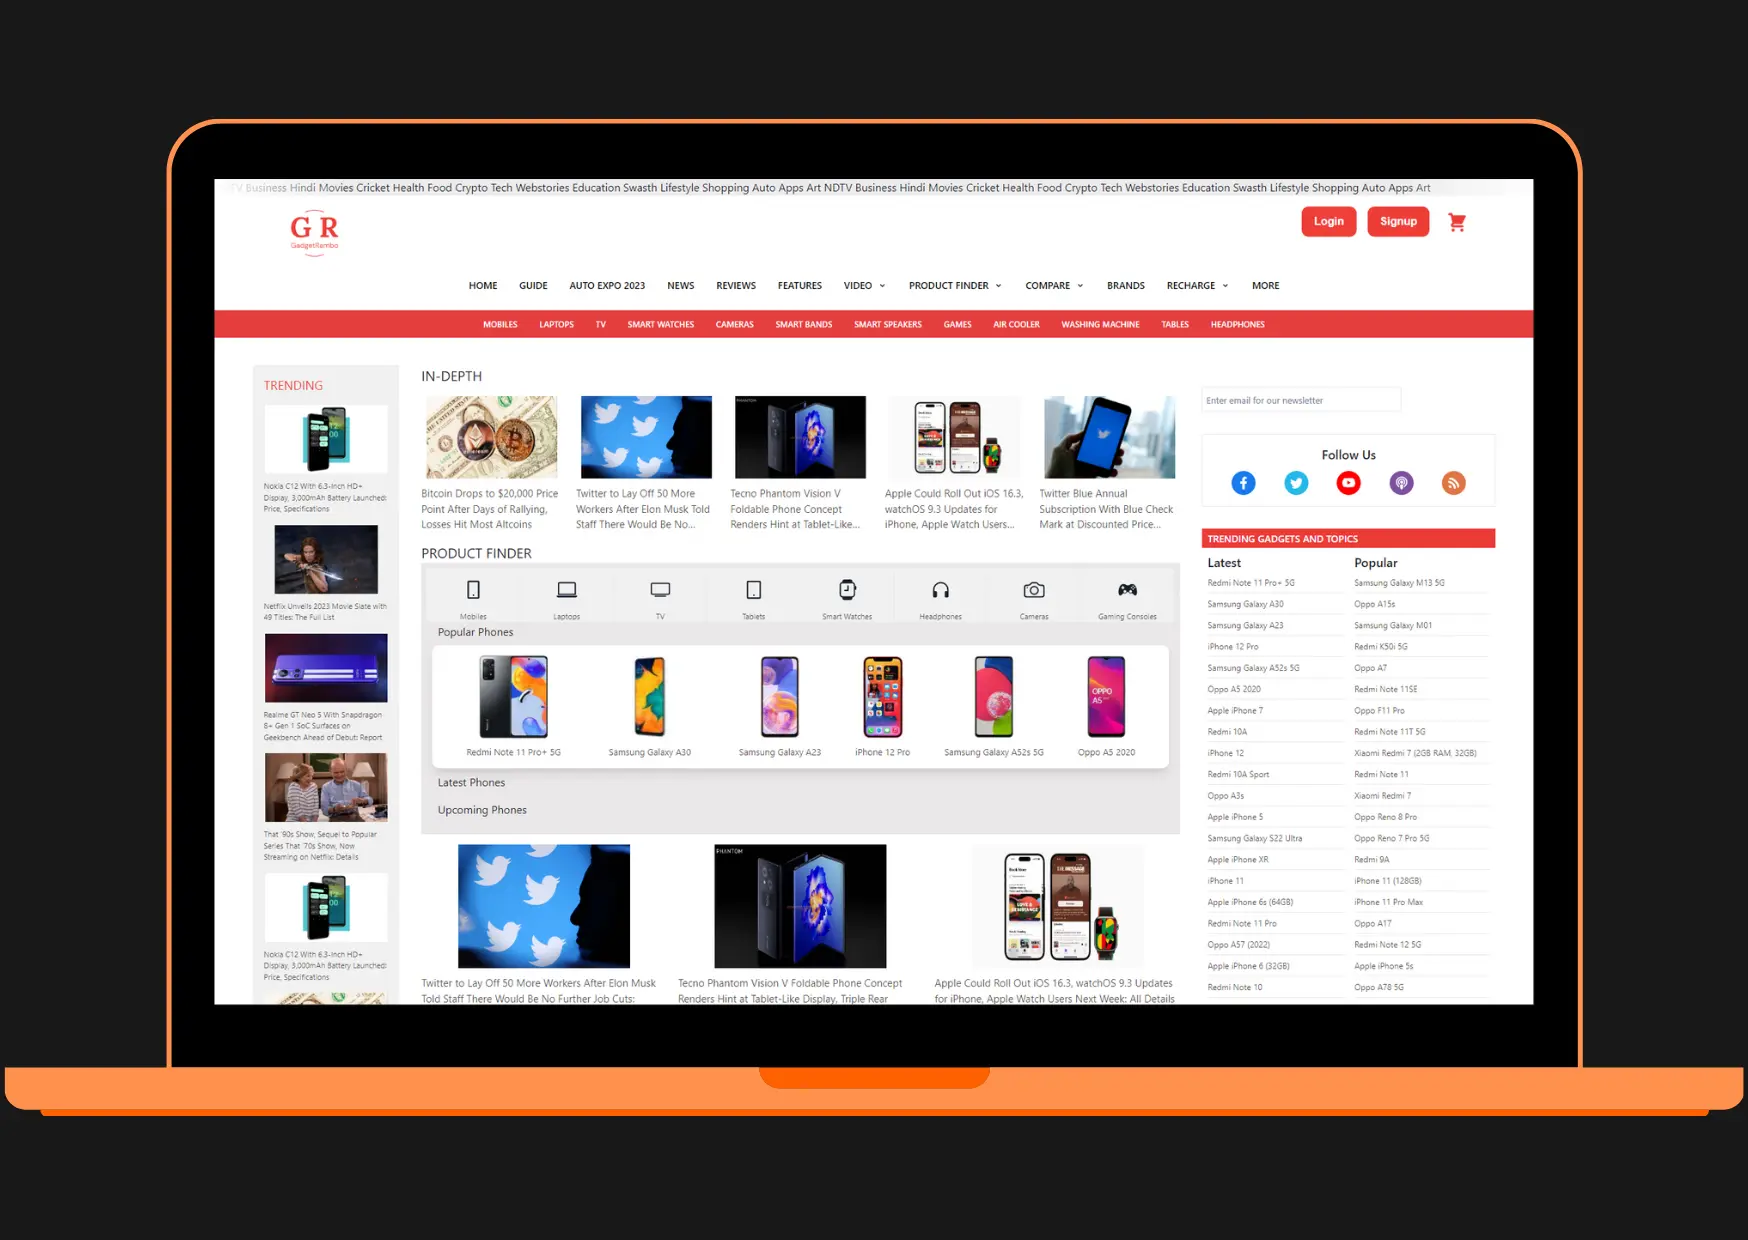 TV Business Hindi Movies Cricket Health Food Crypto Tech Webstories Education Swasth Lifestyle Shopping Auto Apps Art NDTV Business Hindi Movies Cricket Health Food Crypto Tech Webstories Education Swasth Lifestyle Shopping Auto Apps Art
G R
GadgetRambo
Login
Signup
HOME GUIDE AUTO EXPO 2023 NEWS REVIEWS FEATURES VIDEO PRODUCT FINDER COMPARE BRANDS RECHARGE MORE
MOBILES LAPTOPS TV SMART WATCHES CAMERAS SMART BANDS SMART SPEAKERS GAMES AIR COOLER WASHING MACHINE TABLES HEADPHONES
TRENDING
Nokia C12 With 6.3-Inch HD+
Display, 3,000mAh Battery Launched:
Price, Specifications
Netflix Unveils 2023 Movie Slate with
49 Titles: The Full List
Realme GT Neo 5 With Snapdragon
8+ Gen 1 SoC Surfaces on
Geekbench Ahead of Debut: Report
That '90s Show, Sequel to Popular
Series That '70s Show, Now
Streaming on Netflix: Details
Nokia C12 With 6.3-Inch HD+
Display, 3,000mAh Battery Launched:
Price, Specifications
IN-DEPTH
Bitcoin Drops to $20,000 Price
Point After Days of Rallying,
Losses Hit Most Altcoins
Twitter to Lay Off 50 More
Workers After Elon Musk Told
Staff There Would Be No...
Tecno Phantom Vision V
Foldable Phone Concept
Renders Hint at Tablet-Like...
Apple Could Roll Out iOS 16.3,
watchOS 9.3 Updates for
iPhone, Apple Watch Users...
Twitter Blue Annual
Subscription With Blue Check
Mark at Discounted Price...
PRODUCT FINDER
Mobiles Laptops TV Tablets Smart Watches Headphones Cameras Gaming Consoles
Popular Phones
OPPO
A5
Redmi Note 11 Pro+ 5G
Samsung Galaxy A30
Samsung Galaxy A23
iPhone 12 Pro
Samsung Galaxy A52s 5G
Oppo A5 2020
Latest Phones
Upcoming Phones
PHANTOM
Twitter to Lay Off 50 More Workers After Elon Musk
Told Staff There Would Be No Further Job Cuts:
Tecno Phantom Vision V Foldable Phone Concept
Renders Hint at Tablet-Like Display, Triple Rear
Apple Could Roll Out iOS 16.3, watchOS 9.3 Updates
for iPhone, Apple Watch Users Next Week: All Details
Enter email for our newsletter
Follow Us
TRENDING GADGETS AND TOPICS
Latest
Redmi Note 11 Pro+ 5G
Samsung Galaxy A30
Samsung Galaxy A23
iPhone 12 Pro
Samsung Galaxy A52s 5G
Oppo A5 2020
Apple iPhone 7
Redmi 10A
iPhone 12
Redmi 10A Sport
Oppo A3s
Apple iPhone 5
Samsung Galaxy S22 Ultra
Apple iPhone XR
iPhone 11
Apple iPhone 6s (64GB)
Redmi Note 11 Pro
Oppo A57 (2022)
Apple iPhone 6 (32GB)
Redmi Note 10
Popular
Samsung Galaxy M13 5G
Oppo A15s
Samsung Galaxy M01
Redmi K50i 5G
Oppo A7
Redmi Note 11SE
Oppo F11 Pro
Redmi Note 11T 5G
Xiaomi Redmi 7 (2GB RAM, 32GB)
Redmi Note 11
Xiaomi Redmi 7
Oppo Reno 8 Pro
Oppo Reno 7 Pro 5G
Redmi 9A
iPhone 11 (128GB)
iPhone 11 Pro Max
Oppo A17
Redmi Note 12 5G
Apple iPhone 5s
Oppo A78 5G